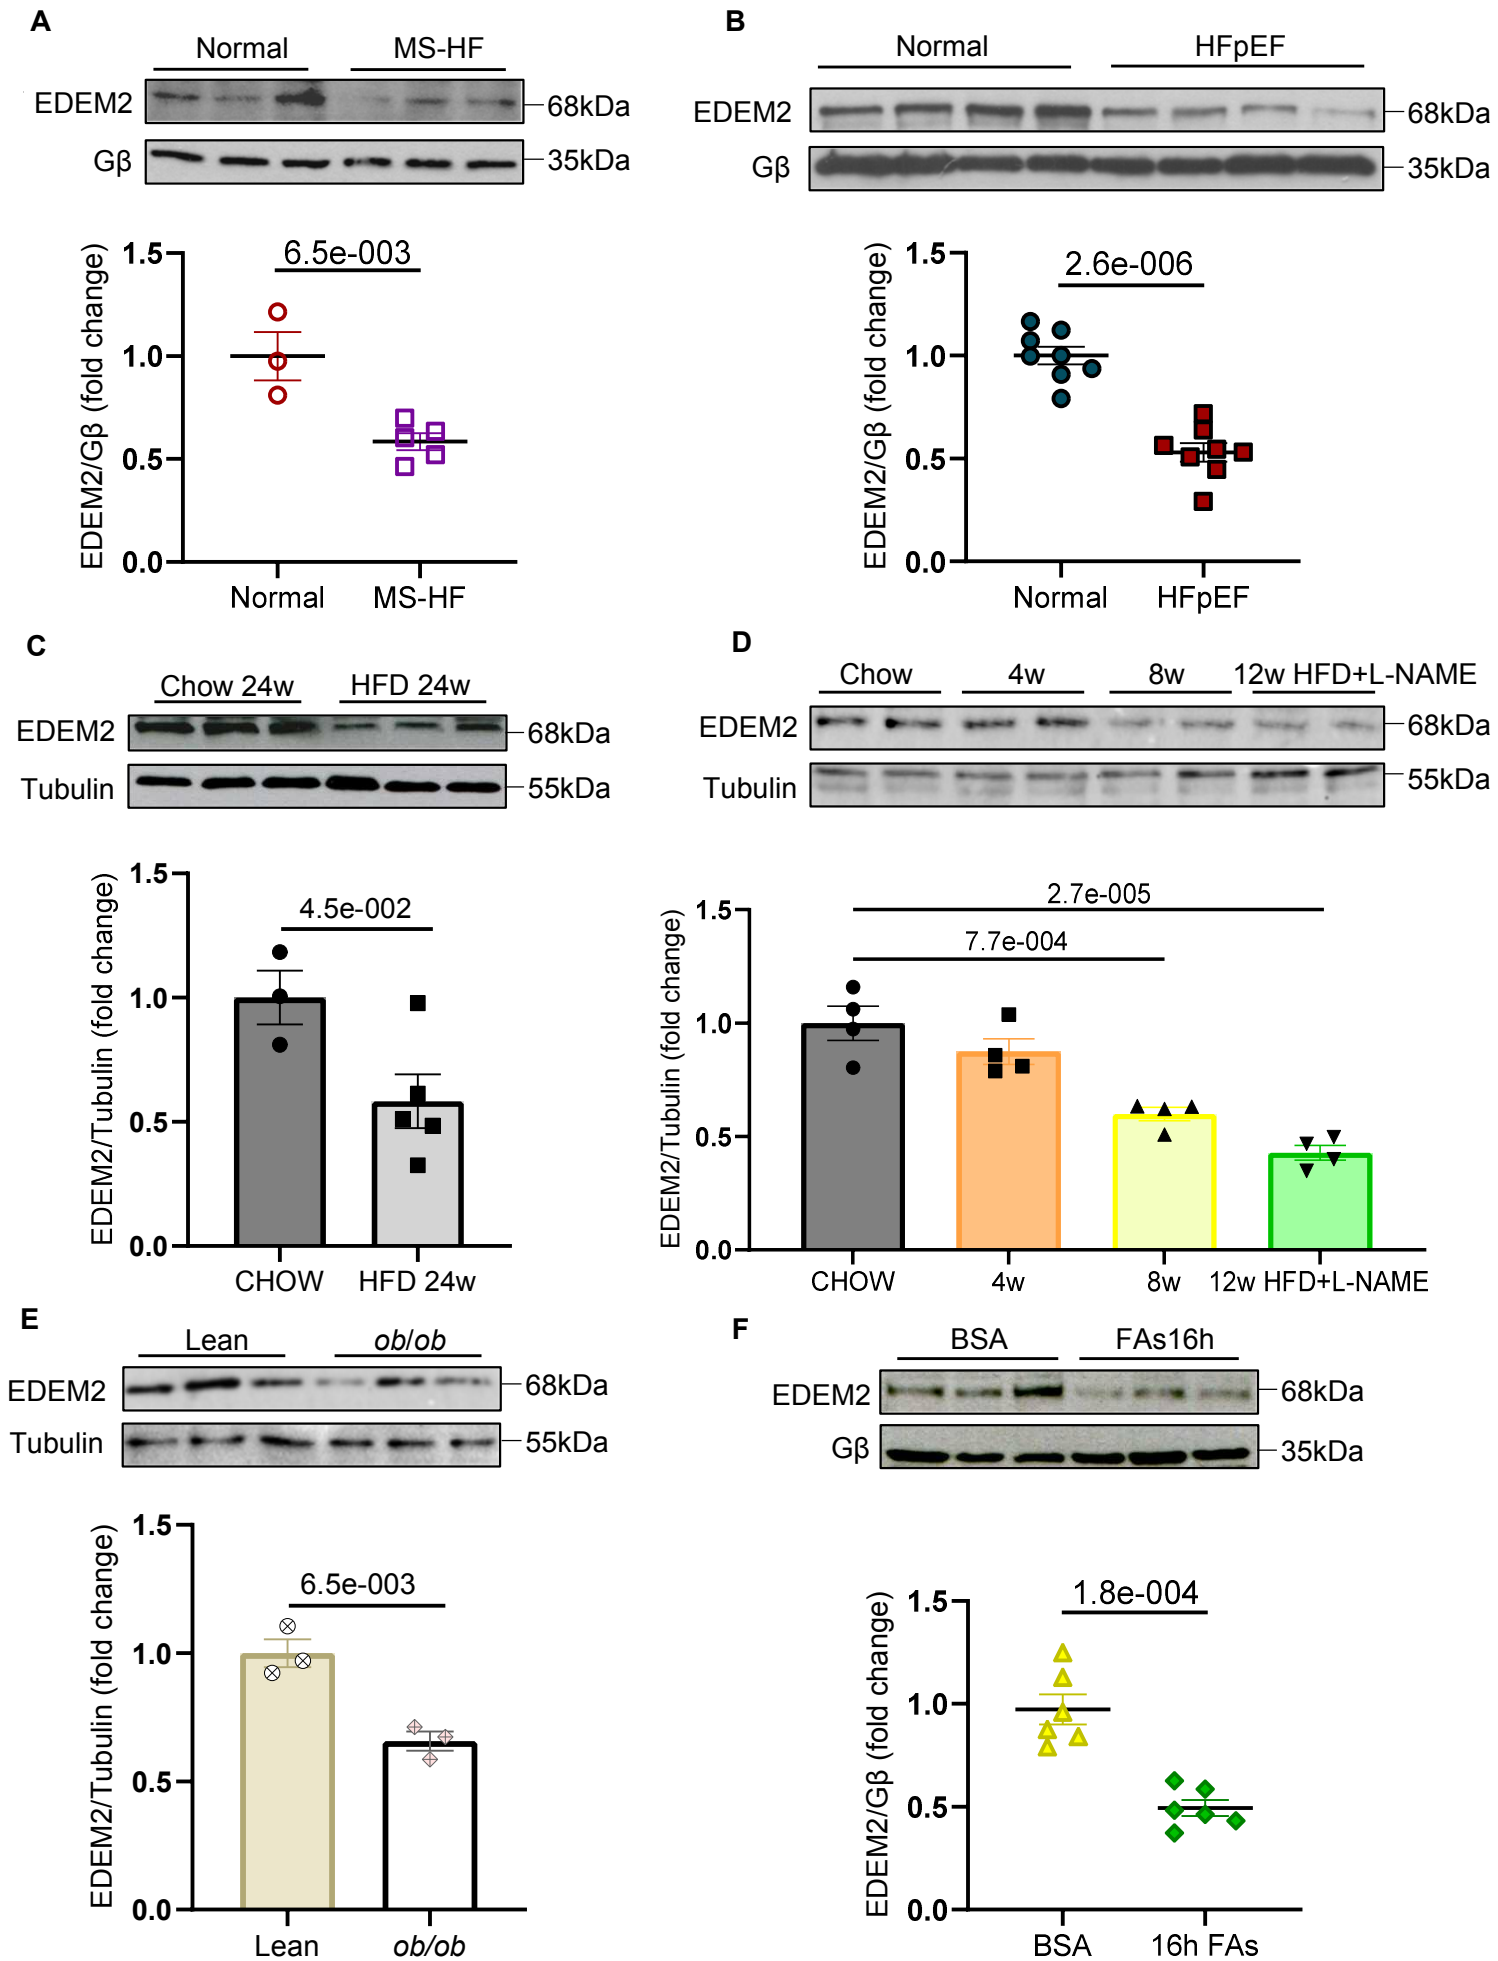 A
Normal MS-HF
EDEM2 68kDa
Gβ 35kDa
EDEM2/Gβ (fold change)
1.5
1.0
0.5
0.0
6.5e-003
Normal MS-HF
B
Normal HFpEF
EDEM2 68kDa
Gβ 35kDa
EDEM2/Gβ (fold change)
1.5
1.0
0.5
0.0
2.6e-006
Normal HFpEF
C
Chow 24w HFD 24w
EDEM2 68kDa
Tubulin 55kDa
EDEM2/Tubulin (fold change)
1.5
1.0
0.5
0.0
4.5e-002
CHOW HFD 24w
D
Chow 4w 8w 12w HFD+L-NAME
EDEM2 68kDa
Tubulin 55kDa
EDEM2/Tubulin (fold change)
1.5
1.0
0.5
0.0
2.7e-005
7.7e-004
CHOW 4w 8w 12w HFD+L-NAME
E
Lean ob/ob
EDEM2 68kDa
Tubulin 55kDa
EDEM2/Tubulin (fold change)
1.5
1.0
0.5
0.0
6.5e-003
Lean ob/ob
F
BSA FAs16h
EDEM2 68kDa
Gβ 35kDa
EDEM2/Gβ (fold change)
1.5
1.0
0.5
0.0
1.8e-004
BSA 16h FAs